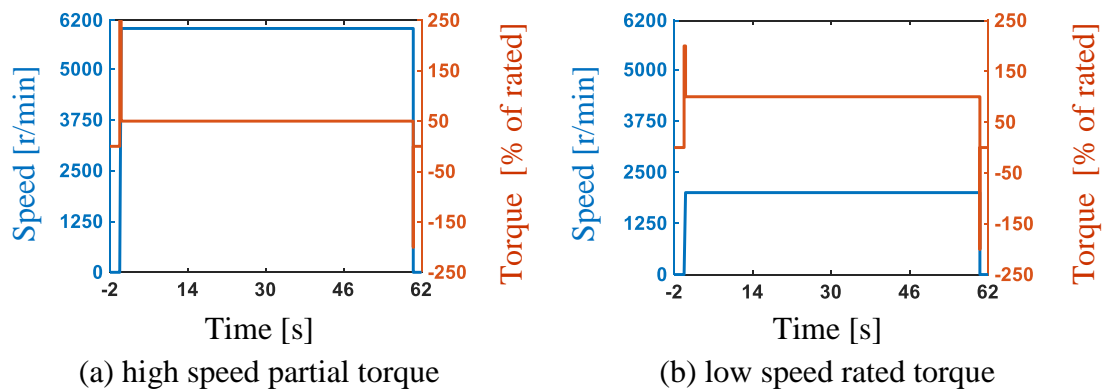 6200
5000
3750
2500
1250
0
Speed [r/min]
250
150
50
-50
-150
-250
Torque [% of rated]
-2 14 30 46 62
Time [s]
(a) high speed partial torque
6200
5000
3750
2500
1250
0
Speed [r/min]
250
150
50
-50
-150
-250
Torque [% of rated]
-2 14 30 46 62
Time [s]
(b) low speed rated torque